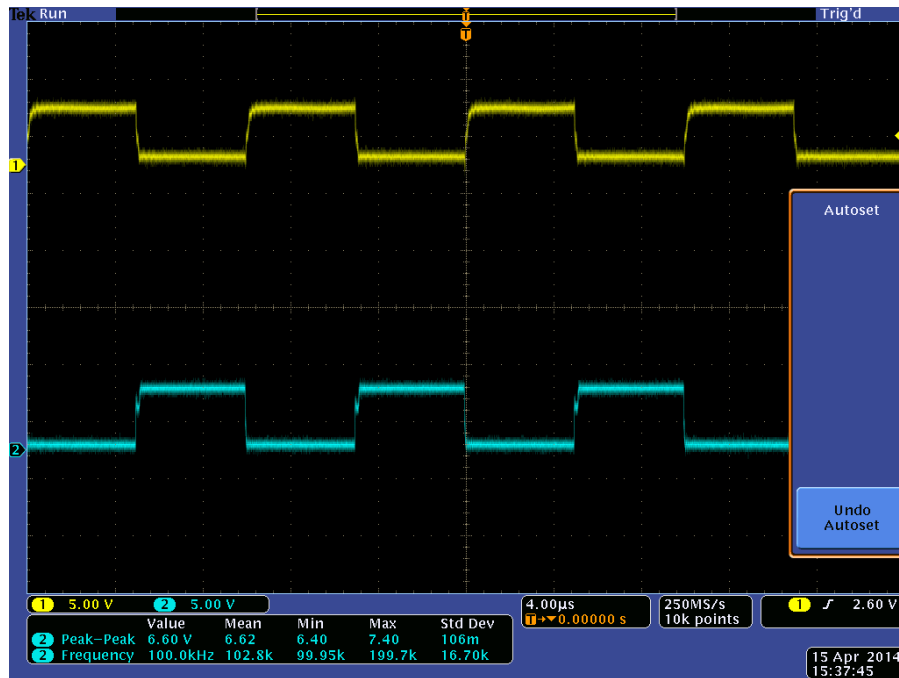 Tek Run Trig'd
T
T
1
Autoset
2
Undo
Autoset
1 5.00 V 2 5.00 V
4.00µs
T→▼0.00000 s
250MS/s
10k points
1 ∫ 2.60 V
Value Mean Min Max Std Dev
2 Peak–Peak 6.60 V 6.62 6.40 7.40 106m
2 Frequency 100.0kHz 102.8k 99.95k 199.7k 16.70k
15 Apr 2014
15:37:45